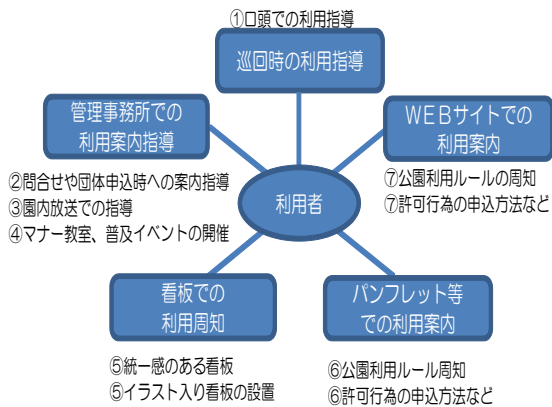 ①口頭での利用指導
巡回時の利用指導
管理事務所での
利用案内指導
②問合せや団体申込時への案内指導
③園内放送での指導
④マナー教室、普及イベントの開催
WEBサイトでの
利用案内
⑦公園利用ルールの周知
⑦許可行為の申込方法など
利用者
看板での
利用周知
⑤統一感のある看板
⑤イラスト入り看板の設置
パンフレット等
での利用案内
⑥公園利用ルール周知
⑥許可行為の申込方法など